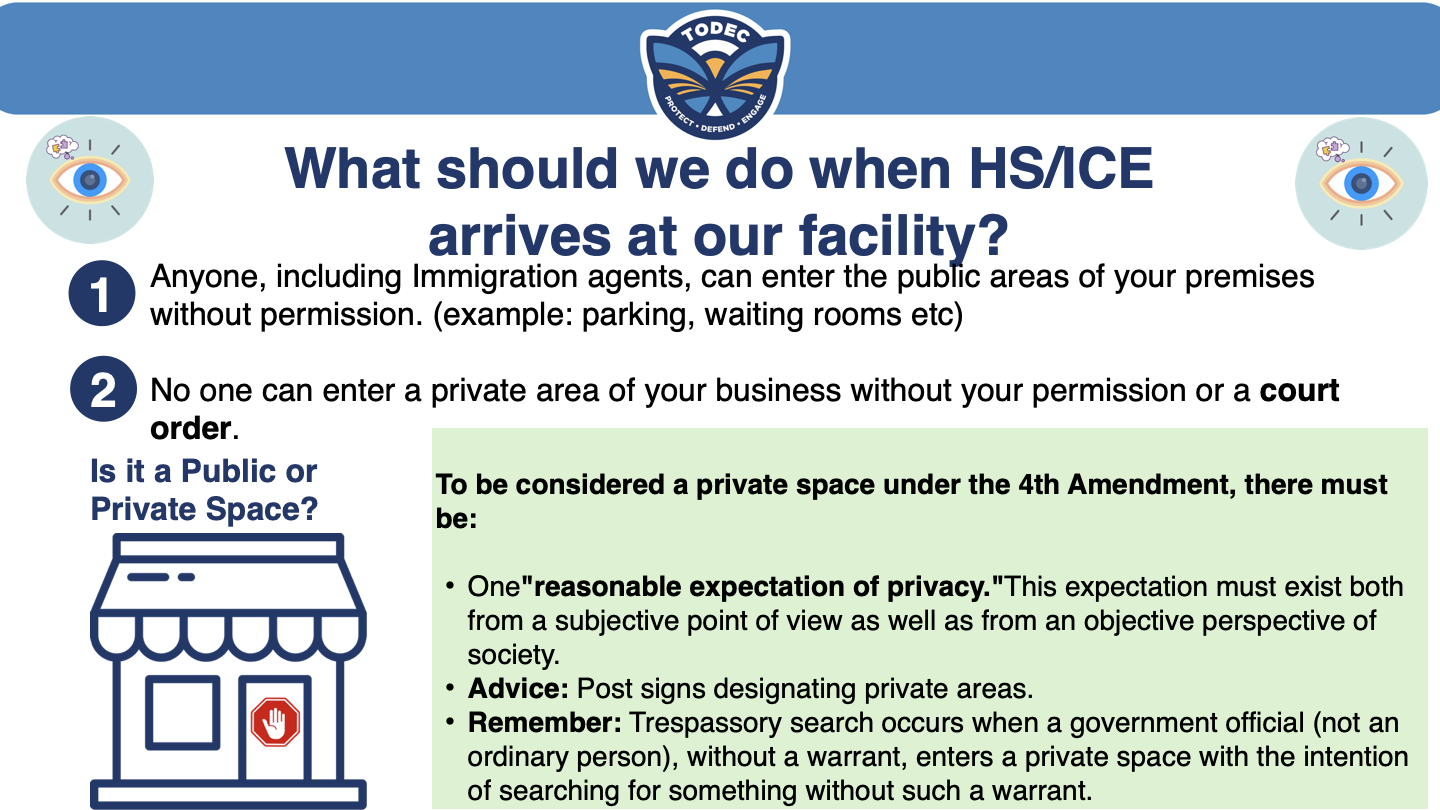 TODEC
PROTECT • DEFEND • ENGAGE
What should we do when HS/ICE
arrives at our facility?
1
Anyone, including Immigration agents, can enter the public areas of your premises
without permission. (example: parking, waiting rooms etc)
2
No one can enter a private area of your business without your permission or a court
order.
Is it a Public or
Private Space?
To be considered a private space under the 4th Amendment, there must
be:
• One"reasonable expectation of privacy."This expectation must exist both
from a subjective point of view as well as from an objective perspective of
society.
• Advice: Post signs designating private areas.
• Remember: Trespassory search occurs when a government official (not an
ordinary person), without a warrant, enters a private space with the intention
of searching for something without such a warrant.